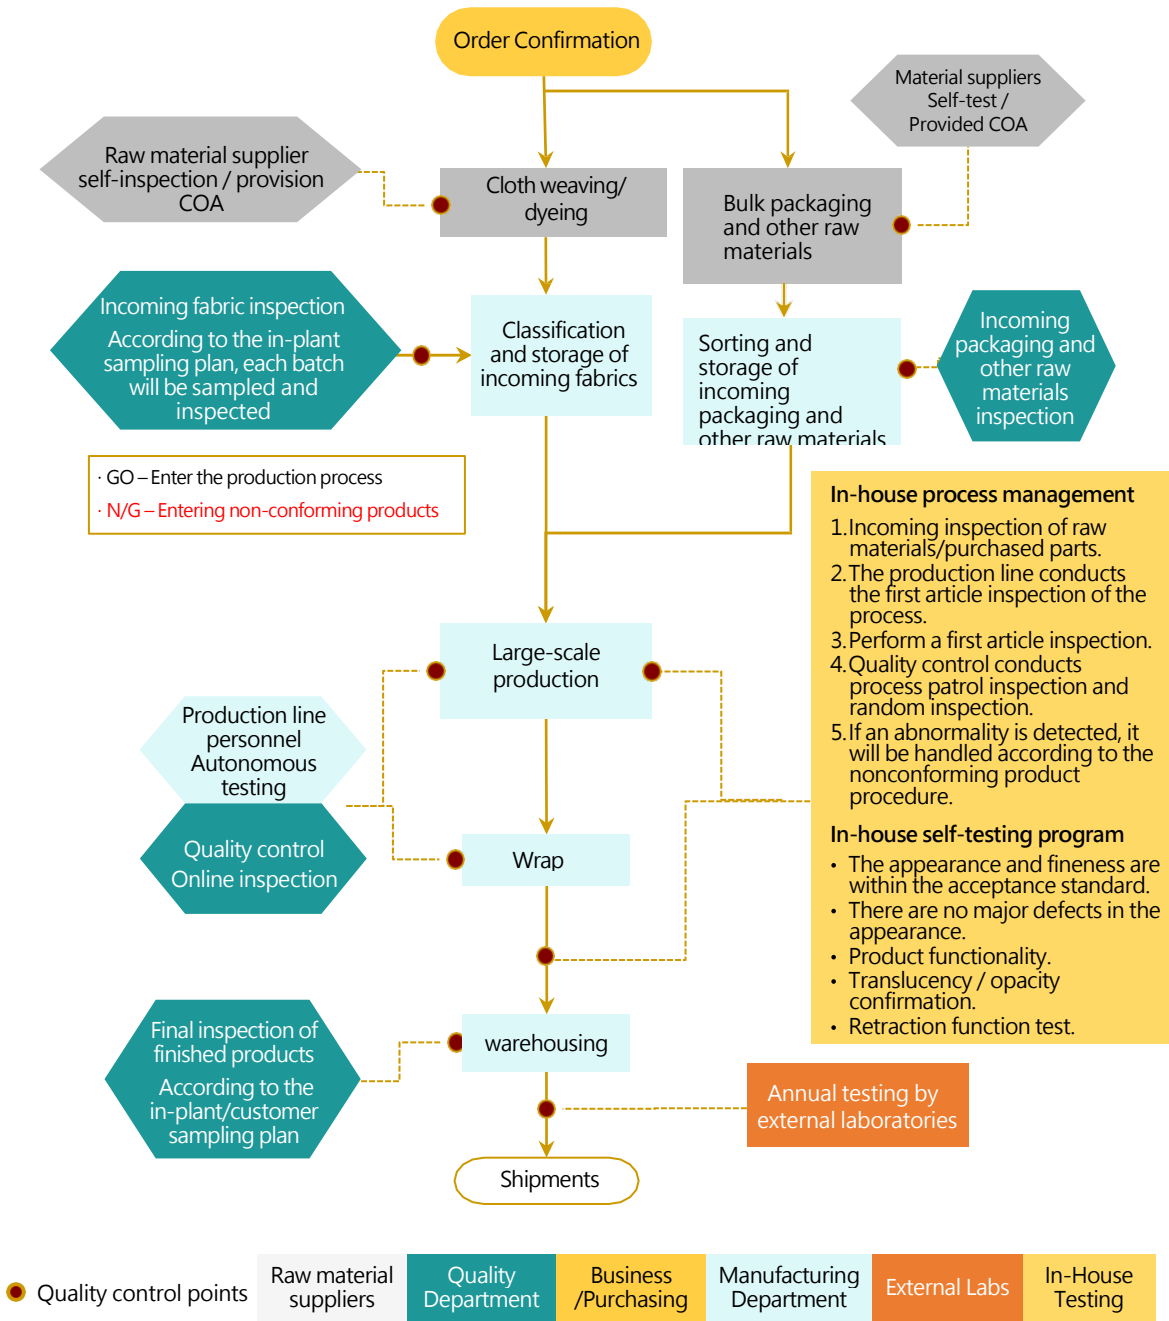 Order Confirmation
Material suppliers
Self-test /
Provided COA
Raw material supplier
self-inspection / provision
COA
Cloth weaving/
dyeing
Bulk packaging
and other raw
materials
Incoming fabric inspection
According to the in-plant
sampling plan, each batch
will be sampled and
inspected
Classification
and storage of
incoming fabrics
Sorting and
storage of
incoming
packaging and
other raw materials
Incoming
packaging and
other raw
materials
inspection
· GO – Enter the production process
· N/G – Entering non-conforming products
In-house process management
1. Incoming inspection of raw
materials/purchased parts.
2. The production line conducts
the first article inspection of the
process.
3. Perform a first article inspection.
4. Quality control conducts
process patrol inspection and
random inspection.
5. If an abnormality is detected, it
will be handled according to the
nonconforming product
procedure.
In-house self-testing program
• The appearance and fineness are
within the acceptance standard.
• There are no major defects in the
appearance.
• Product functionality.
• Translucency / opacity
confirmation.
• Retraction function test.
Large-scale
production
Production line
personnel
Autonomous
testing
Quality control
Online inspection
Wrap
Final inspection of
finished products
According to the
in-plant/customer
sampling plan
warehousing
Annual testing by
external laboratories
Shipments
Quality control points
Raw material
suppliers
Quality
Department
Business
/Purchasing
Manufacturing
Department
External Labs
In-House
Testing